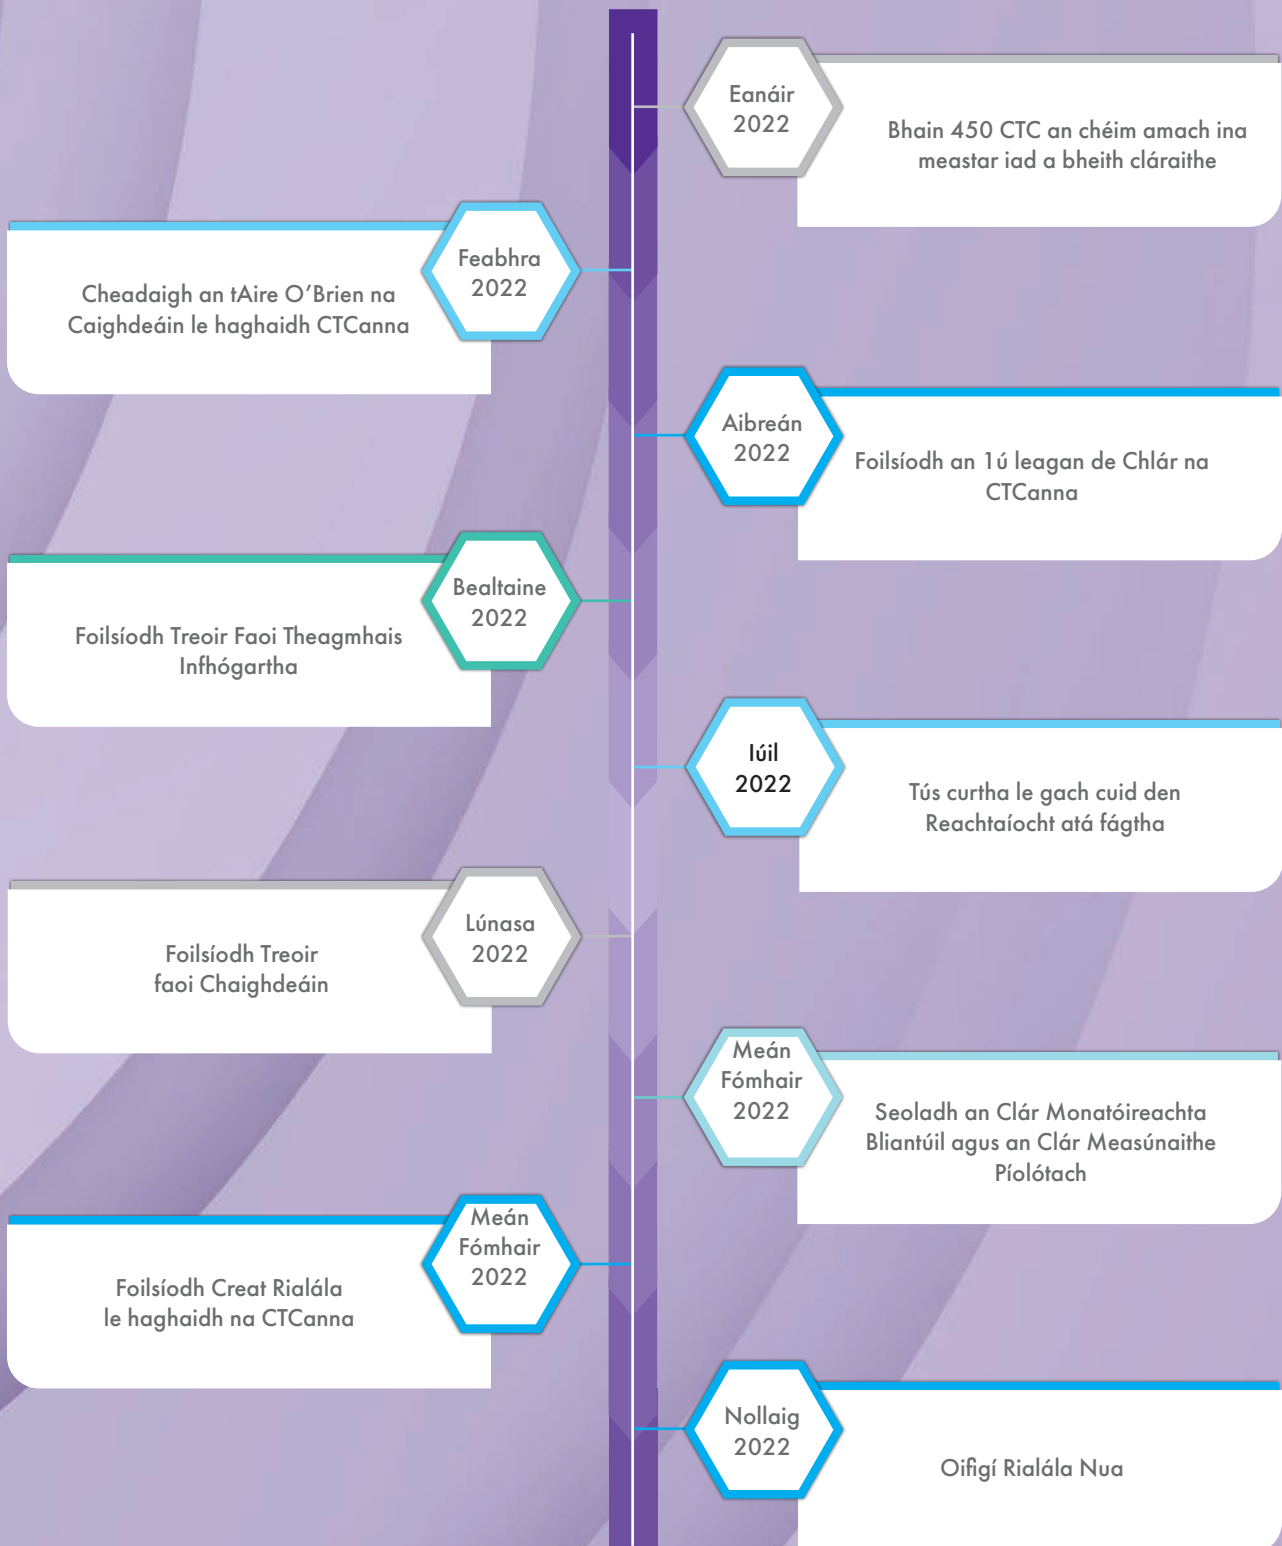 Eanáir
2022
Bhain 450 CTC an chéim amach ina
meastar iad a bheith cláraithe
Feabhra
2022
Cheadaigh an tAire O’Brien na
Caighdeáin le haghaidh CTCanna
Aibreán
2022
Foilsíodh an 1ú leagan de Chlár na
CTCanna
Bealtaine
2022
Foilsíodh Treoir Faoi Theagmhais
Infhógartha
Iúil
2022
Tús curtha le gach cuid den
Reachtaíocht atá fágtha
Lúnasa
2022
Foilsíodh Treoir
faoi Chaighdeáin
Meán
Fómhair
2022
Seoladh an Clár Monatóireachta
Bliantúil agus an Clár Measúnaithe
Píolótach
Meán
Fómhair
2022
Foilsíodh Creat Rialála
le haghaidh na CTCanna
Nollaig
2022
Oifigí Rialála Nua